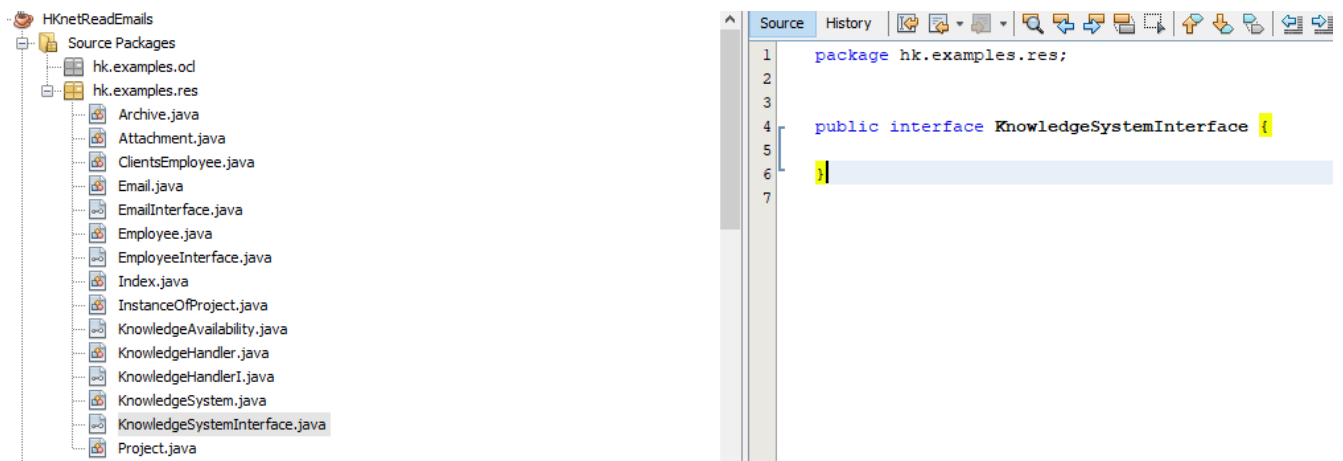 HKnetReadEmails
Source Packages
hk.examples.ocl
hk.examples.res
Archive.java
Attachment.java
ClientsEmployee.java
Email.java
EmailInterface.java
Employee.java
EmployeeInterface.java
Index.java
InstanceOfProject.java
KnowledgeAvailability.java
KnowledgeHandler.java
KnowledgeHandlerI.java
KnowledgeSystem.java
KnowledgeSystemInterface.java
Project.java
Source History
1 package hk.examples.res;
2
3
4 public interface KnowledgeSystemInterface {
5
6 }
7